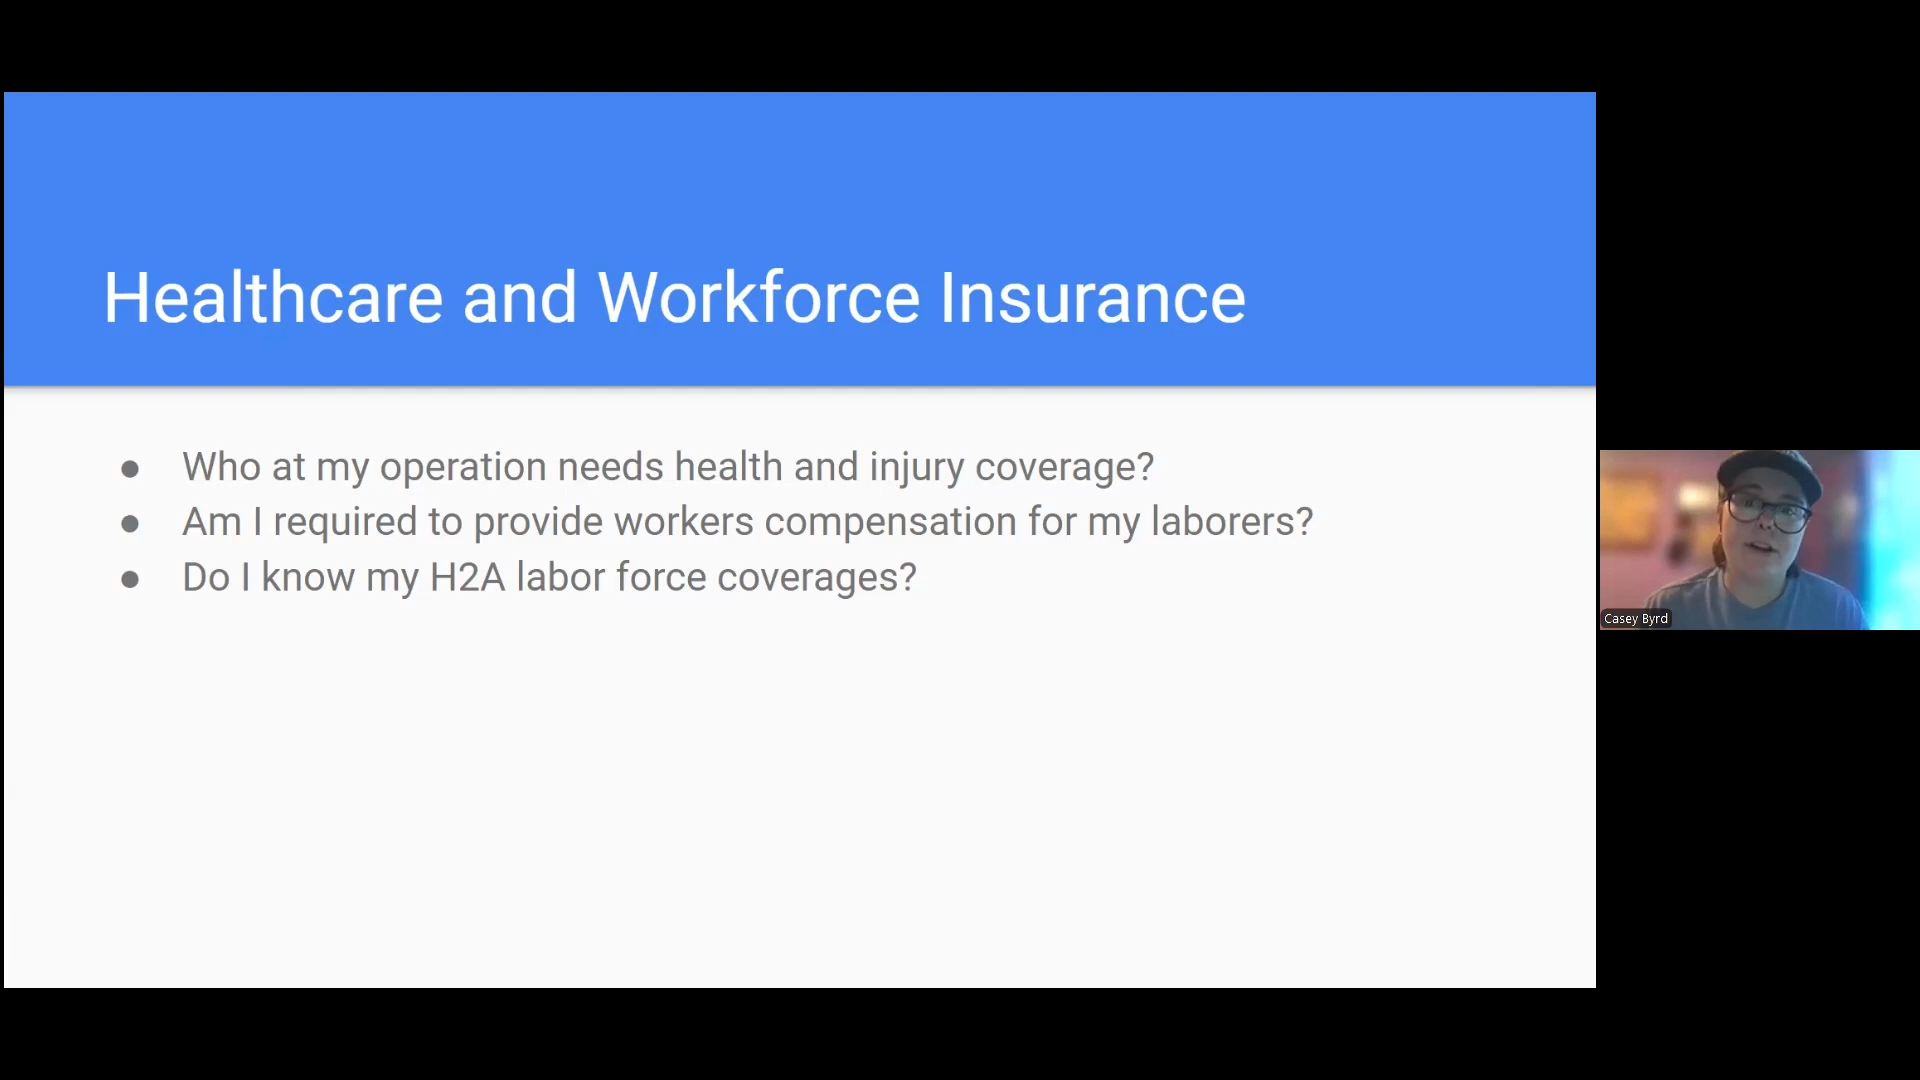 Healthcare and Workforce Insurance
● Who at my operation needs health and injury coverage?
● Am I required to provide workers compensation for my laborers?
● Do I know my H2A labor force coverages?
Casey Byrd